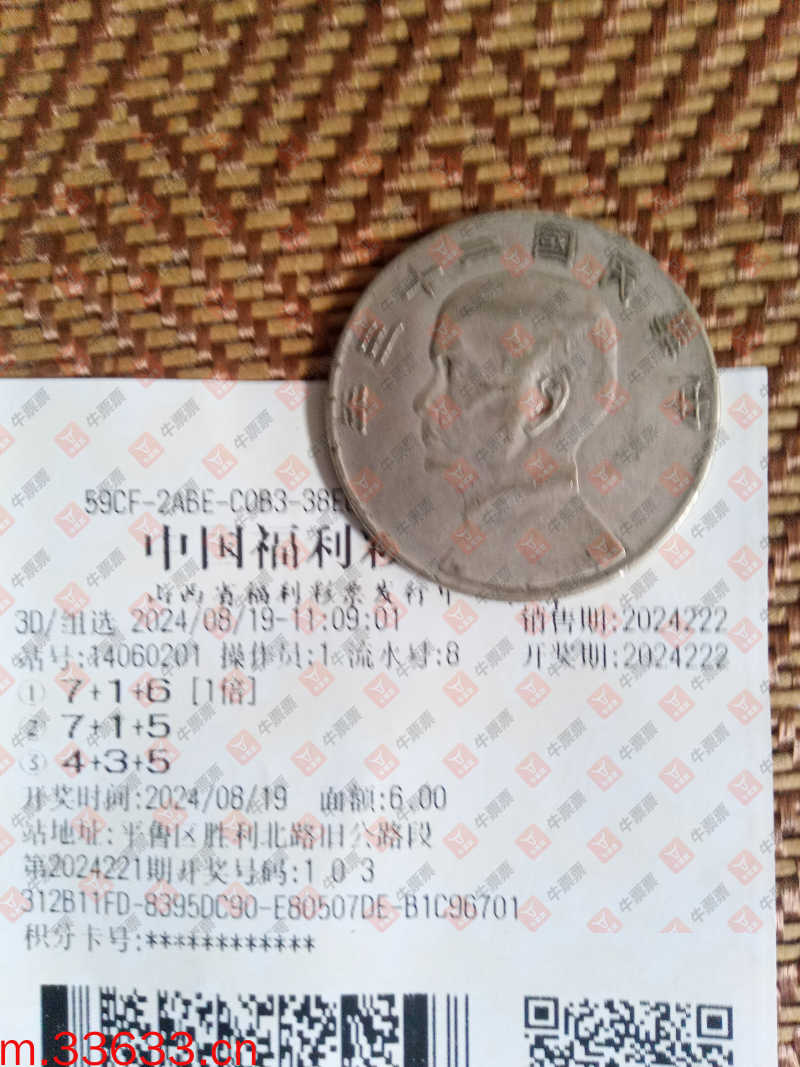 中華民國二十三年
59CF-2ABE-C0B3-38E
中国福利彩
山西省福利彩票发行中
3D/组选 2024/08/19-11:09:01 销售期:2024222
站号:14060201 操作员:1 流水号:8 开奖期:2024222
① 7+1+6 [1倍]
② 7+1+5
③ 4+3+5
开奖时间:2024/08/19 面额:6.00
站地址:平鲁区胜利北路旧公路段
第2024221期开奖号码:1 0 3
312B11FD-8395DC90-E80507DE-B1C96701
积分卡号:************
m.33633.cn
牛票票